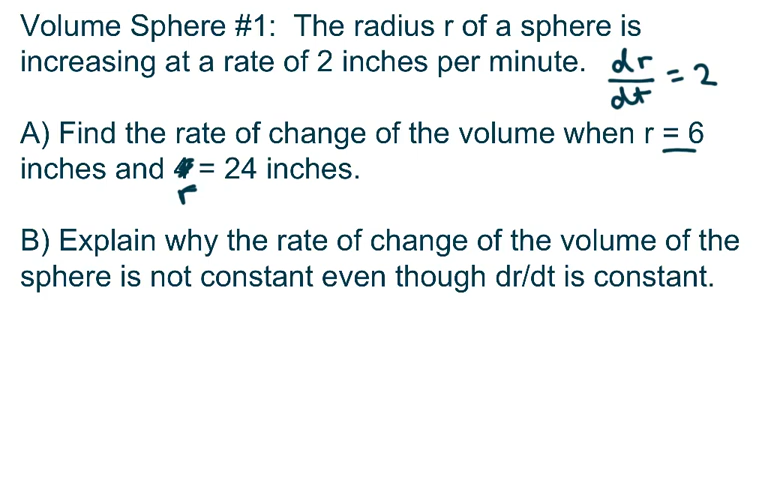 Volume Sphere #1: The radius r of a sphere is
increasing at a rate of 2 inches per minute. dr/dt = 2
A) Find the rate of change of the volume when r = 6
inches and r = 24 inches.
B) Explain why the rate of change of the volume of the
sphere is not constant even though dr/dt is constant.